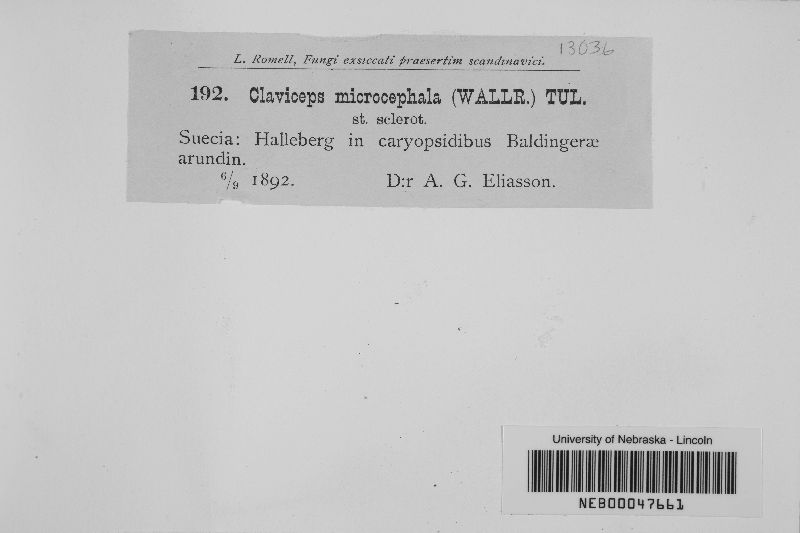 13036
L. Romell, Fungi exsiccati præsertim scandinavici.
192. Claviceps microcephala (WALLR.) TUL.
st. sclerot.
Suecia: Halleberg in caryopsidibus Baldingeræ
arundin.
6/9 1892. D:r A. G. Eliasson.
University of Nebraska - Lincoln
NEB00047661